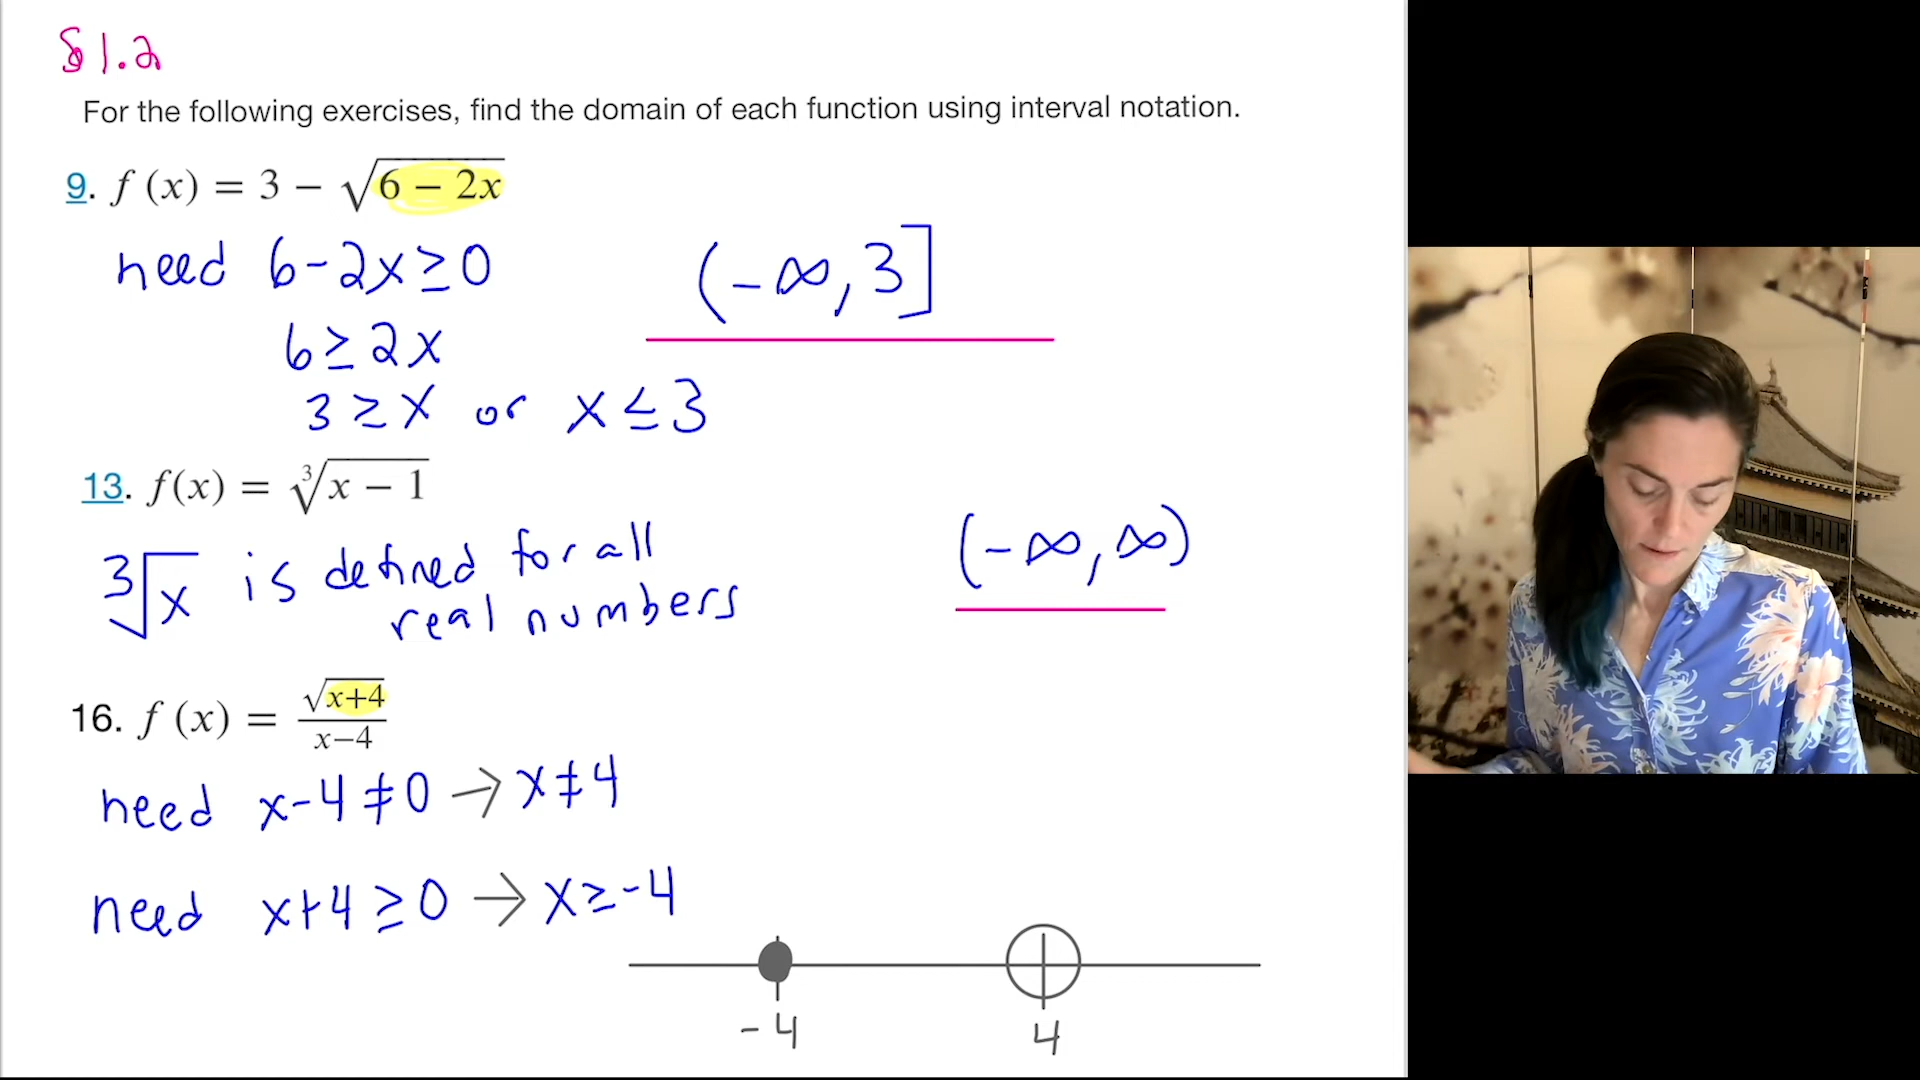 §1.2
For the following exercises, find the domain of each function using interval notation.
9. f (x) = 3 − √(6 − 2x)
need 6-2x≥0
(-∞,3]
6≥2x
3≥x or x≤3
13. f(x) = ∛(x − 1)
∛x is defined for all
real numbers
(-∞,∞)
16. f (x) = √(x+4)/(x−4)
need x-4≠0 → x≠4
need x+4≥0 → x≥-4
-4 4